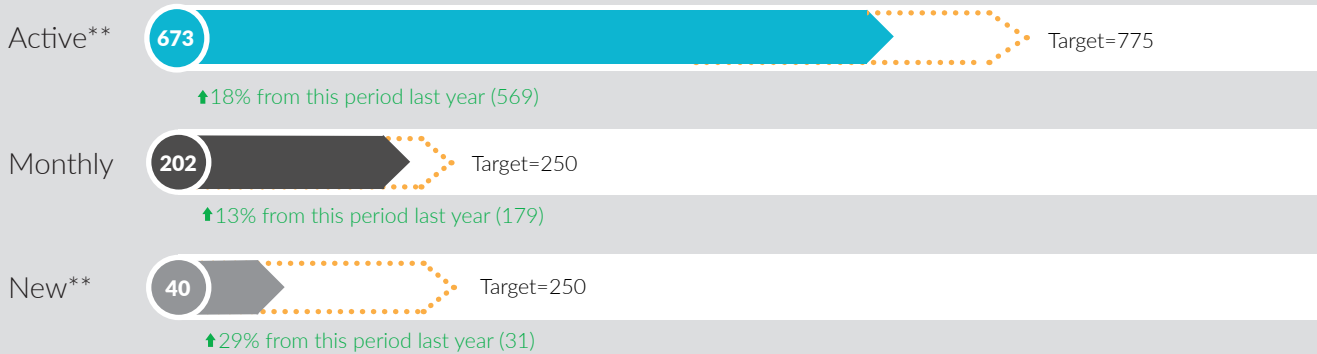 Active**
673
Target=775
18% from this period last year (569)
Monthly
202
Target=250
13% from this period last year (179)
New**
40
Target=250
29% from this period last year (31)